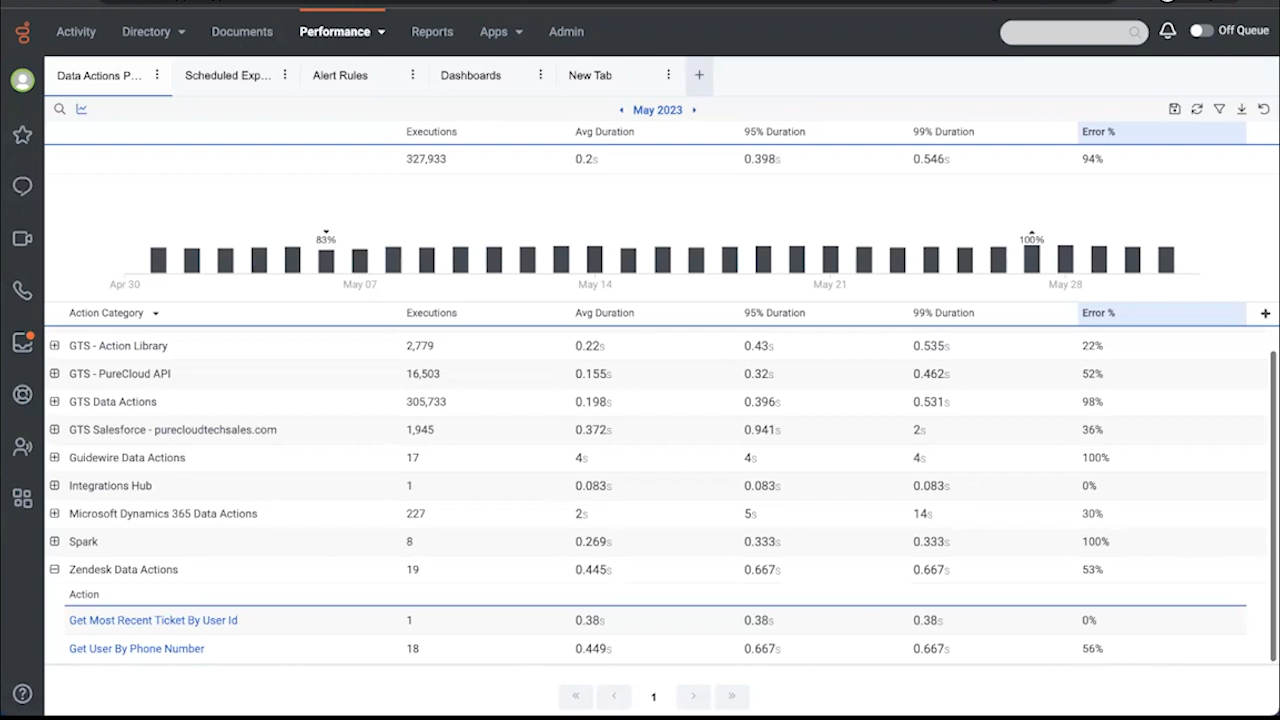 Activity Directory Documents Performance Reports Apps Admin Off Queue
Data Actions P... Scheduled Exp... Alert Rules Dashboards New Tab +
May 2023
Executions Avg Duration 95% Duration 99% Duration Error %
327,933 0.2s 0.398s 0.546s 94%
83% 100%
Apr 30 May 07 May 14 May 21 May 28
Action Category Executions Avg Duration 95% Duration 99% Duration Error % +
GTS - Action Library 2,779 0.22s 0.43s 0.535s 22%
GTS - PureCloud API 16,503 0.155s 0.32s 0.462s 52%
GTS Data Actions 305,733 0.198s 0.396s 0.531s 98%
GTS Salesforce - purecloudtechsales.com 1,945 0.372s 0.941s 2s 36%
Guidewire Data Actions 17 4s 4s 4s 100%
Integrations Hub 1 0.083s 0.083s 0.083s 0%
Microsoft Dynamics 365 Data Actions 227 2s 5s 14s 30%
Spark 8 0.269s 0.333s 0.333s 100%
Zendesk Data Actions 19 0.445s 0.667s 0.667s 53%
Action
Get Most Recent Ticket By User Id 1 0.38s 0.38s 0.38s 0%
Get User By Phone Number 18 0.449s 0.667s 0.667s 56%
« ‹ 1 › »